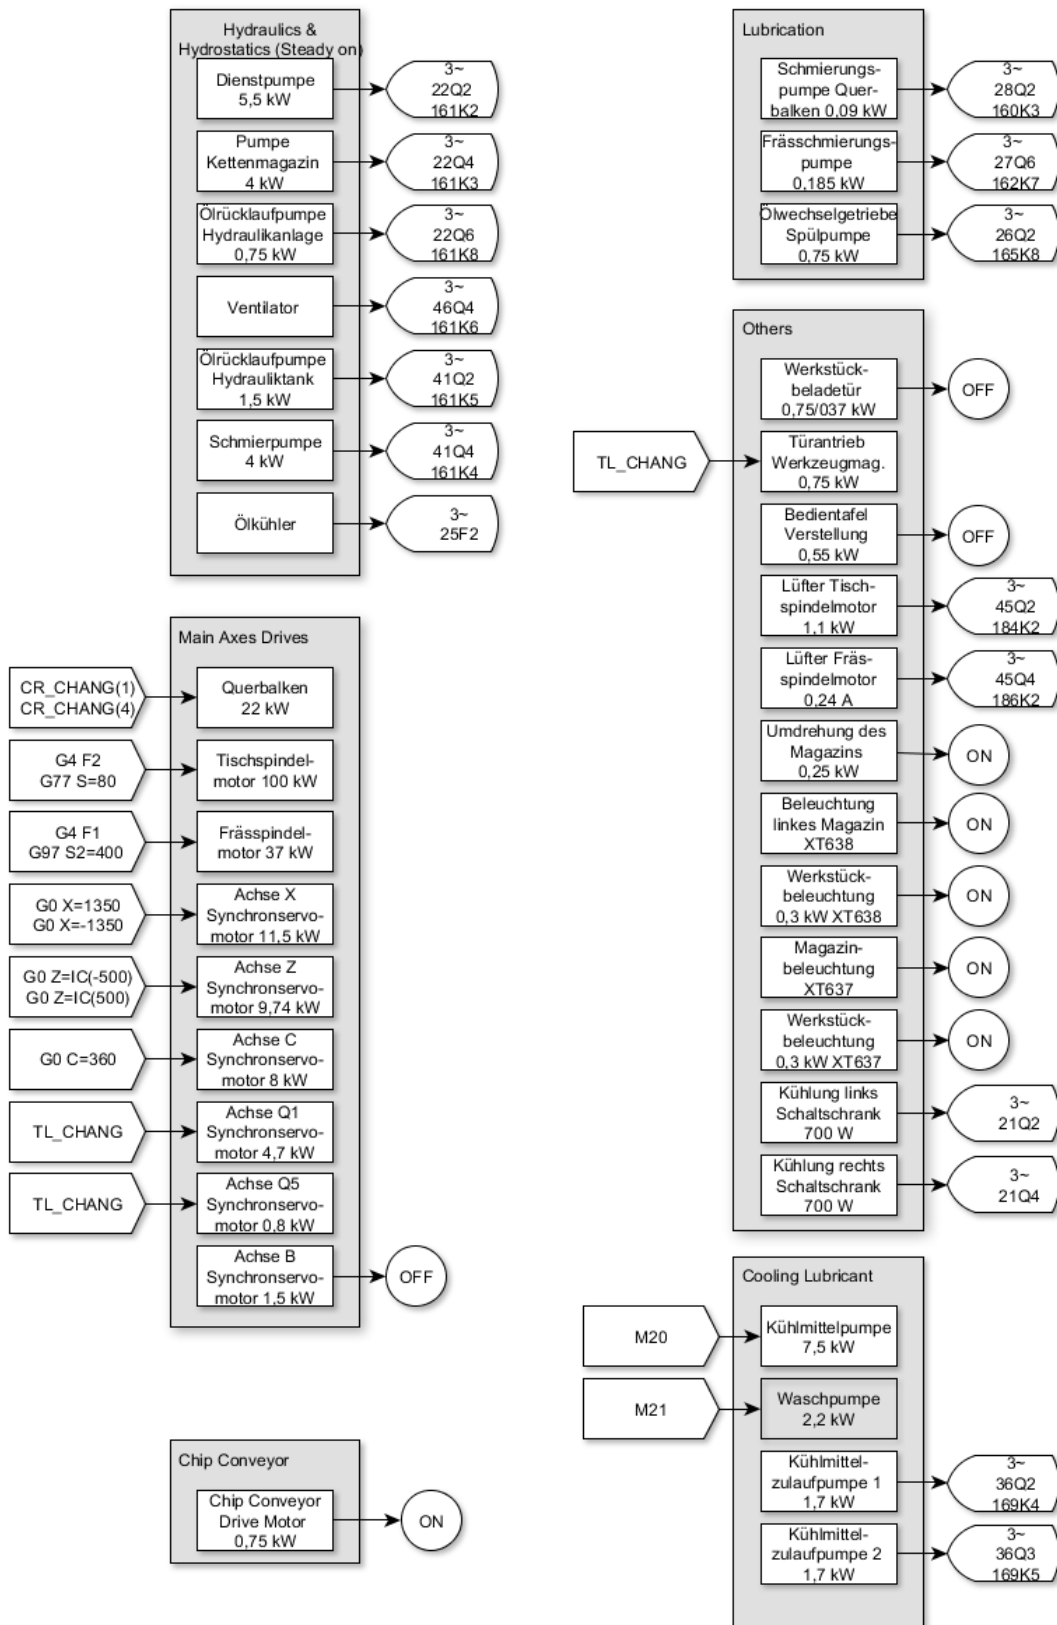 Hydraulics &
Hydrostatics (Steady on)
Dienstpumpe
5,5 kW
3~
22Q2
161K2
Pumpe
Kettenmagazin
4 kW
3~
22Q4
161K3
Ölrücklaufpumpe
Hydraulikanlage
0,75 kW
3~
22Q6
161K8
Ventilator
3~
46Q4
161K6
Ölrücklaufpumpe
Hydrauliktank
1,5 kW
3~
41Q2
161K5
Schmierpumpe
4 kW
3~
41Q4
161K4
Ölkühler
3~
25F2
Main Axes Drives
CR_CHANG(1)
CR_CHANG(4)
Querbalken
22 kW
G4 F2
G77 S=80
Tischspindel-
motor 100 kW
G4 F1
G97 S2=400
Frässpindel-
motor 37 kW
G0 X=1350
G0 X=-1350
Achse X
Synchronservo-
motor 11,5 kW
G0 Z=IC(-500)
G0 Z=IC(500)
Achse Z
Synchronservo-
motor 9,74 kW
G0 C=360
Achse C
Synchronservo-
motor 8 kW
TL_CHANG
Achse Q1
Synchronservo-
motor 4,7 kW
TL_CHANG
Achse Q5
Synchronservo-
motor 0,8 kW
Achse B
Synchronservo-
motor 1,5 kW
OFF
Chip Conveyor
Chip Conveyor
Drive Motor
0,75 kW
ON
Lubrication
Schmierungs-
pumpe Quer-
balken 0,09 kW
3~
28Q2
160K3
Frässchmierungs-
pumpe
0,185 kW
3~
27Q6
162K7
Ölwechselgetriebe
Spülpumpe
0,75 kW
3~
26Q2
165K8
Others
Werkstück-
beladetür
0,75/037 kW
OFF
TL_CHANG
Türantrieb
Werkzeugmag.
0,75 kW
Bedientafel
Verstellung
0,55 kW
OFF
Lüfter Tisch-
spindelmotor
1,1 kW
3~
45Q2
184K2
Lüfter Fräs-
spindelmotor
0,24 A
3~
45Q4
186K2
Umdrehung des
Magazins
0,25 kW
ON
Beleuchtung
linkes Magazin
XT638
ON
Werkstück-
beleuchtung
0,3 kW XT638
ON
Magazin-
beleuchtung
XT637
ON
Werkstück-
beleuchtung
0,3 kW XT637
ON
Kühlung links
Schaltschrank
700 W
3~
21Q2
Kühlung rechts
Schaltschrank
700 W
3~
21Q4
Cooling Lubricant
M20
Kühlmittelpumpe
7,5 kW
M21
Waschpumpe
2,2 kW
Kühlmittel-
zulaufpumpe 1
1,7 kW
3~
36Q2
169K4
Kühlmittel-
zulaufpumpe 2
1,7 kW
3~
36Q3
169K5